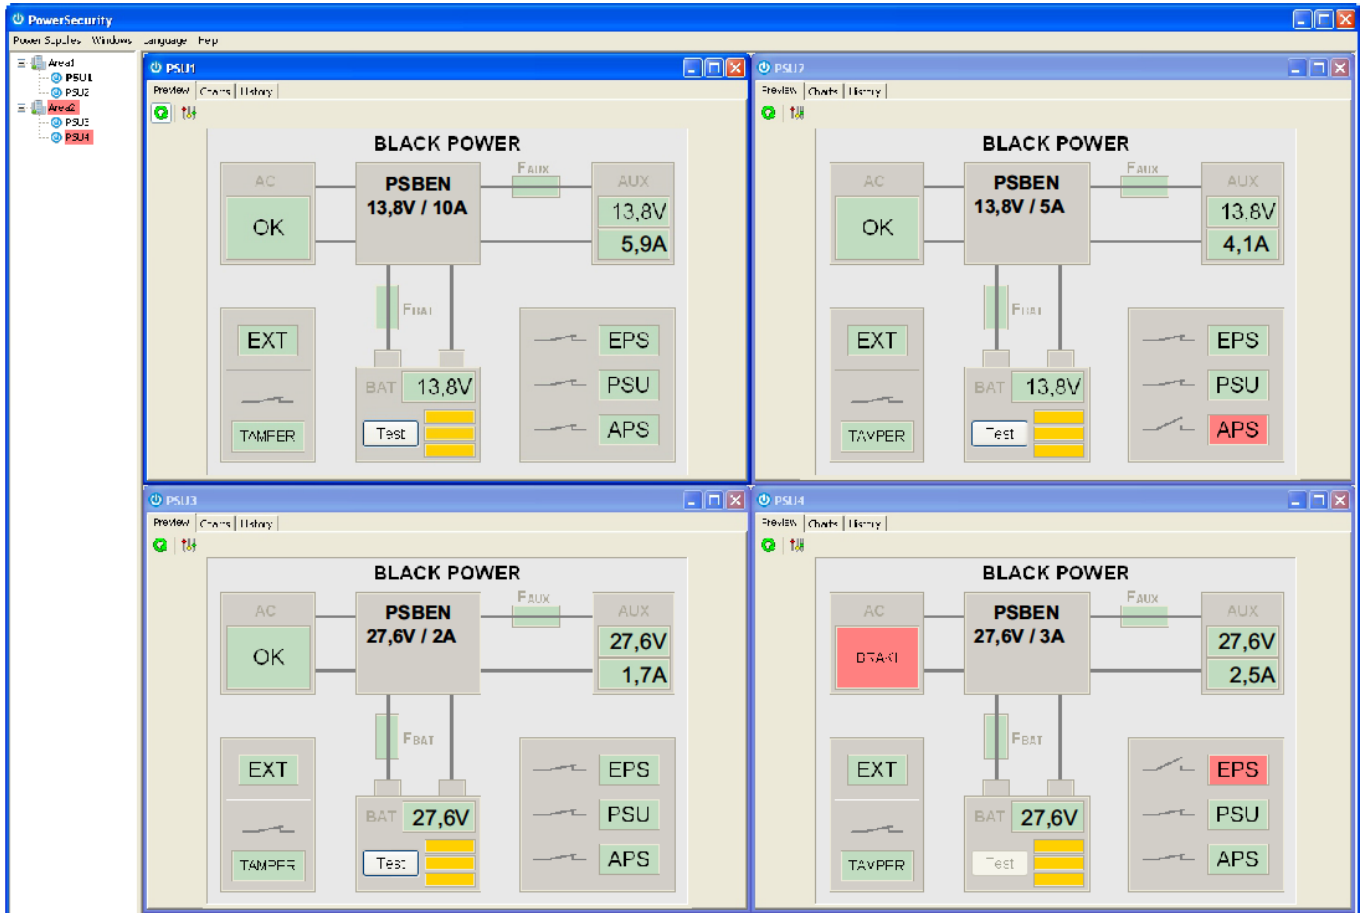 PowerSecurity
Power Supplies Windows Language Help
Area1
PSU1
PSU2
Area2
PSU3
PSU4
PSU1
Preview Charts History
BLACK POWER
AC
OK
PSBEN
13,8V / 10A
FAUX
AUX
13,8V
5,9A
FBAT
EXT
TAMPER
BAT 13,8V
Test
EPS
PSU
APS
Preview Charts History
BLACK POWER
AC
OK
PSBEN
13,8V / 5A
FAUX
AUX
13,8V
4,1A
FBAT
EXT
TAMPER
BAT 13,8V
Test
EPS
PSU
APS
PSU3
Preview Charts History
BLACK POWER
AC
OK
PSBEN
27,6V / 2A
FAUX
AUX
27,6V
1,7A
FBAT
EXT
TAMPER
BAT 27,6V
Test
EPS
PSU
APS
PSU4
Preview Charts History
BLACK POWER
AC
PSBEN
27,6V / 3A
FAUX
AUX
27,6V
2,5A
FBAT
EXT
TAMPER
BAT 27,6V
Test
EPS
PSU
APS